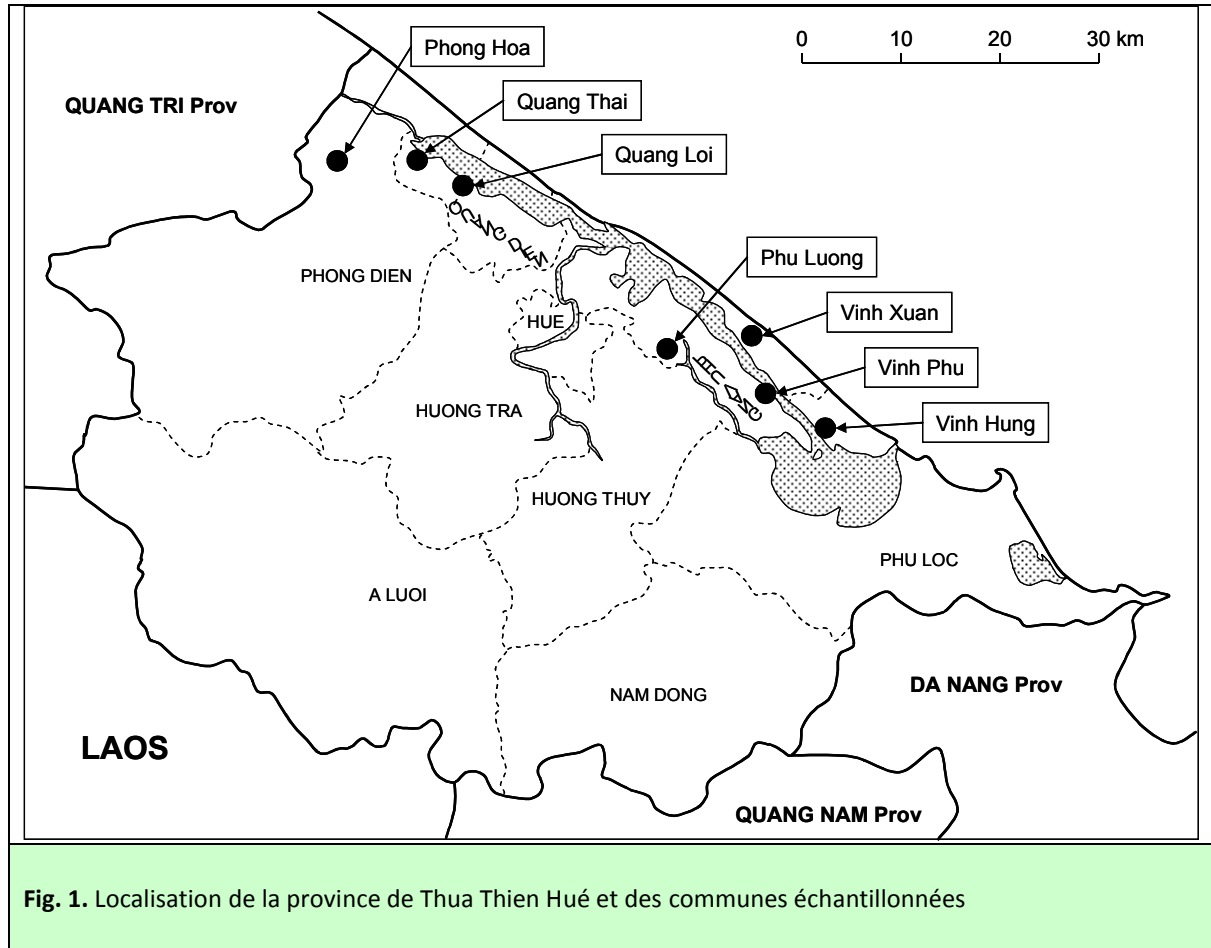 Phong Hoa
0 10 20 30 km
Quang Thai
QUANG TRI Prov
Quang Loi
QUANG DIEN
Phu Luong
PHONG DIEN
Vinh Xuan
HUE
Vinh Phu
HUONG TRA
Vinh Hung
HUONG THUY
PHU LOC
A LUOI
DA NANG Prov
NAM DONG
LAOS
QUANG NAM Prov
Fig. 1. Localisation de la province de Thua Thien Hué et des communes échantillonnées